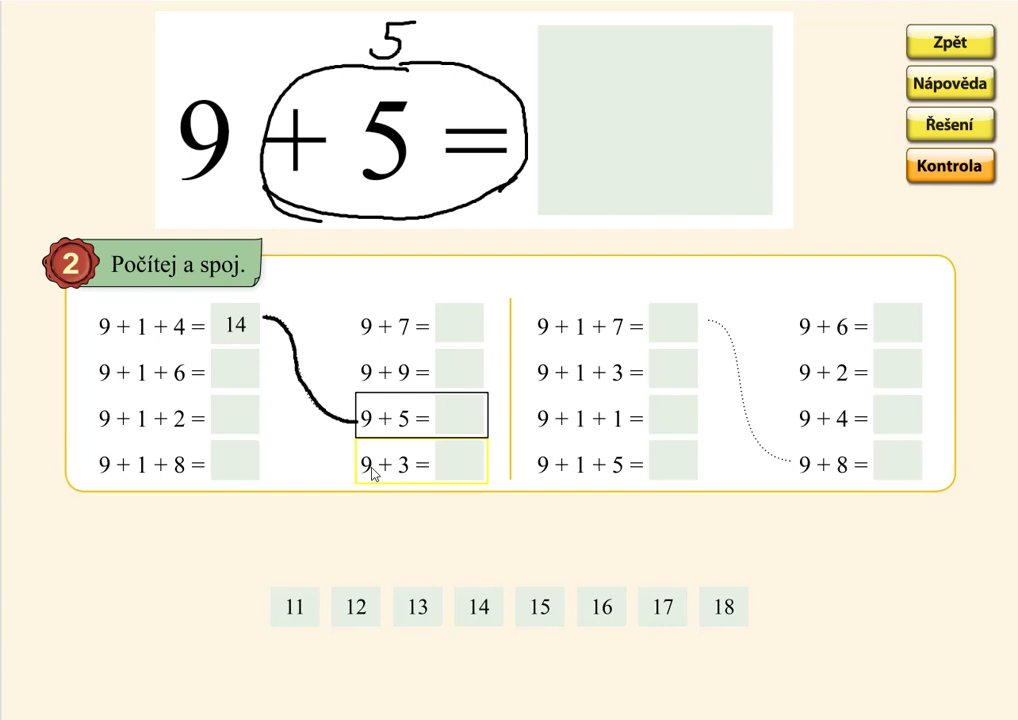 5
9 + 5 =
Zpět
Nápověda
Řešení
Kontrola
2 Počítej a spoj.
9 + 1 + 4 = 14
9 + 1 + 6 =
9 + 1 + 2 =
9 + 1 + 8 =
9 + 7 =
9 + 9 =
9 + 5 =
9 + 3 =
9 + 1 + 7 =
9 + 1 + 3 =
9 + 1 + 1 =
9 + 1 + 5 =
9 + 6 =
9 + 2 =
9 + 4 =
9 + 8 =
11 12 13 14 15 16 17 18